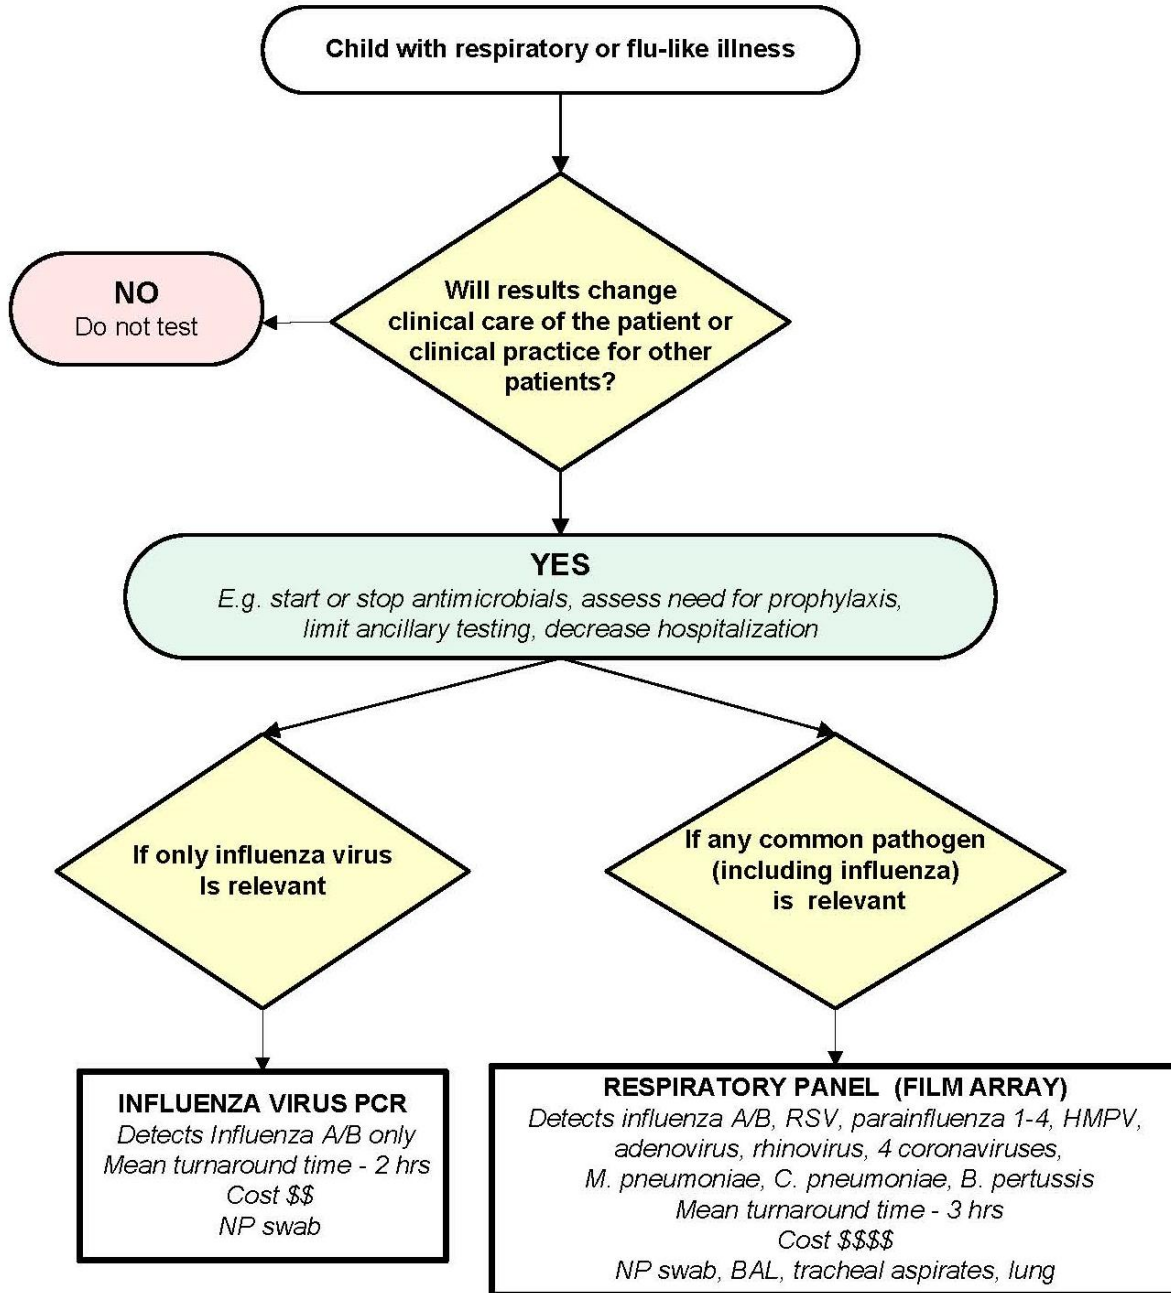 Child with respiratory or flu-like illness
Will results change
clinical care of the patient or
clinical practice for other
patients?
NO
Do not test
YES
E.g. start or stop antimicrobials, assess need for prophylaxis,
limit ancillary testing, decrease hospitalization
If only influenza virus
Is relevant
If any common pathogen
(including influenza)
is relevant
INFLUENZA VIRUS PCR
Detects Influenza A/B only
Mean turnaround time - 2 hrs
Cost $$
NP swab
RESPIRATORY PANEL (FILM ARRAY)
Detects influenza A/B, RSV, parainfluenza 1-4, HMPV,
adenovirus, rhinovirus, 4 coronaviruses,
M. pneumoniae, C. pneumoniae, B. pertussis
Mean turnaround time - 3 hrs
Cost $$$$
NP swab, BAL, tracheal aspirates, lung